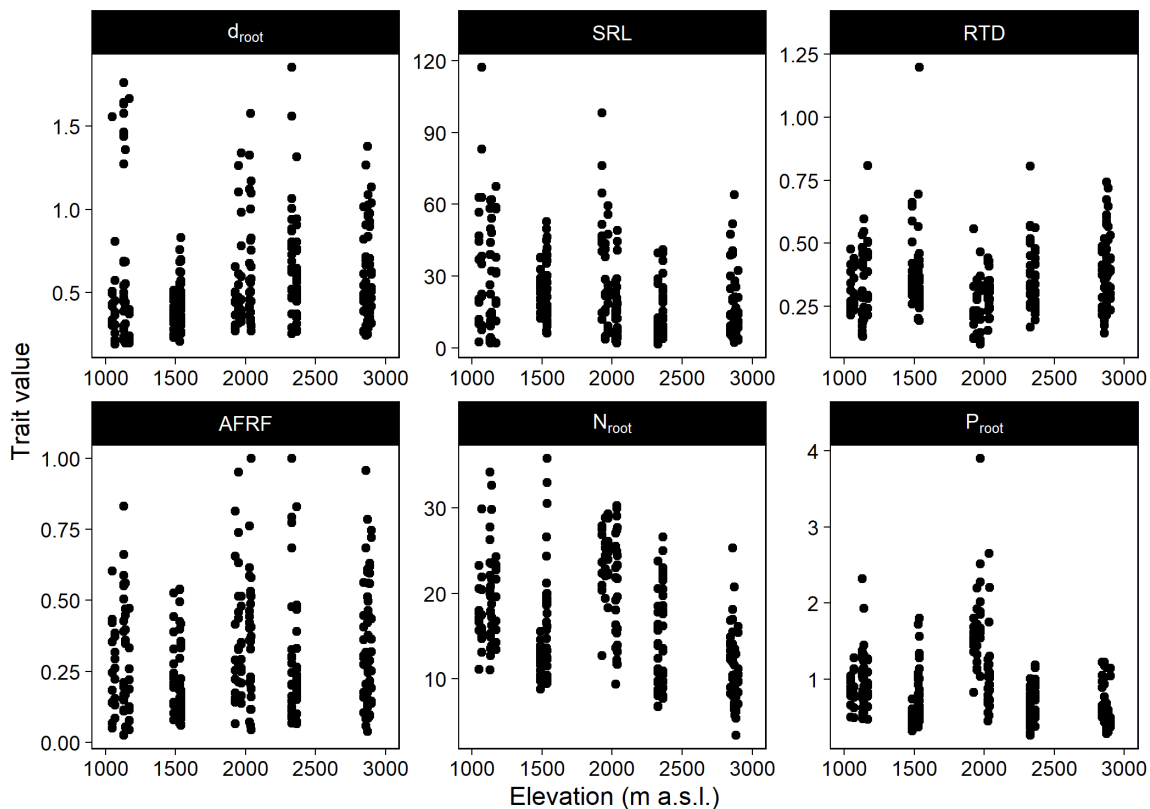 d_root SRL RTD
1.5 1.0 0.5
120 90 60 30 0
1.25 1.00 0.75 0.50 0.25
1000 1500 2000 2500 3000 1000 1500 2000 2500 3000 1000 1500 2000 2500 3000
Trait value
AFRF N_root P_root
1.00 0.75 0.50 0.25 0.00
30 20 10
4 3 2 1
1000 1500 2000 2500 3000 1000 1500 2000 2500 3000 1000 1500 2000 2500 3000
Elevation (m a.s.l.)